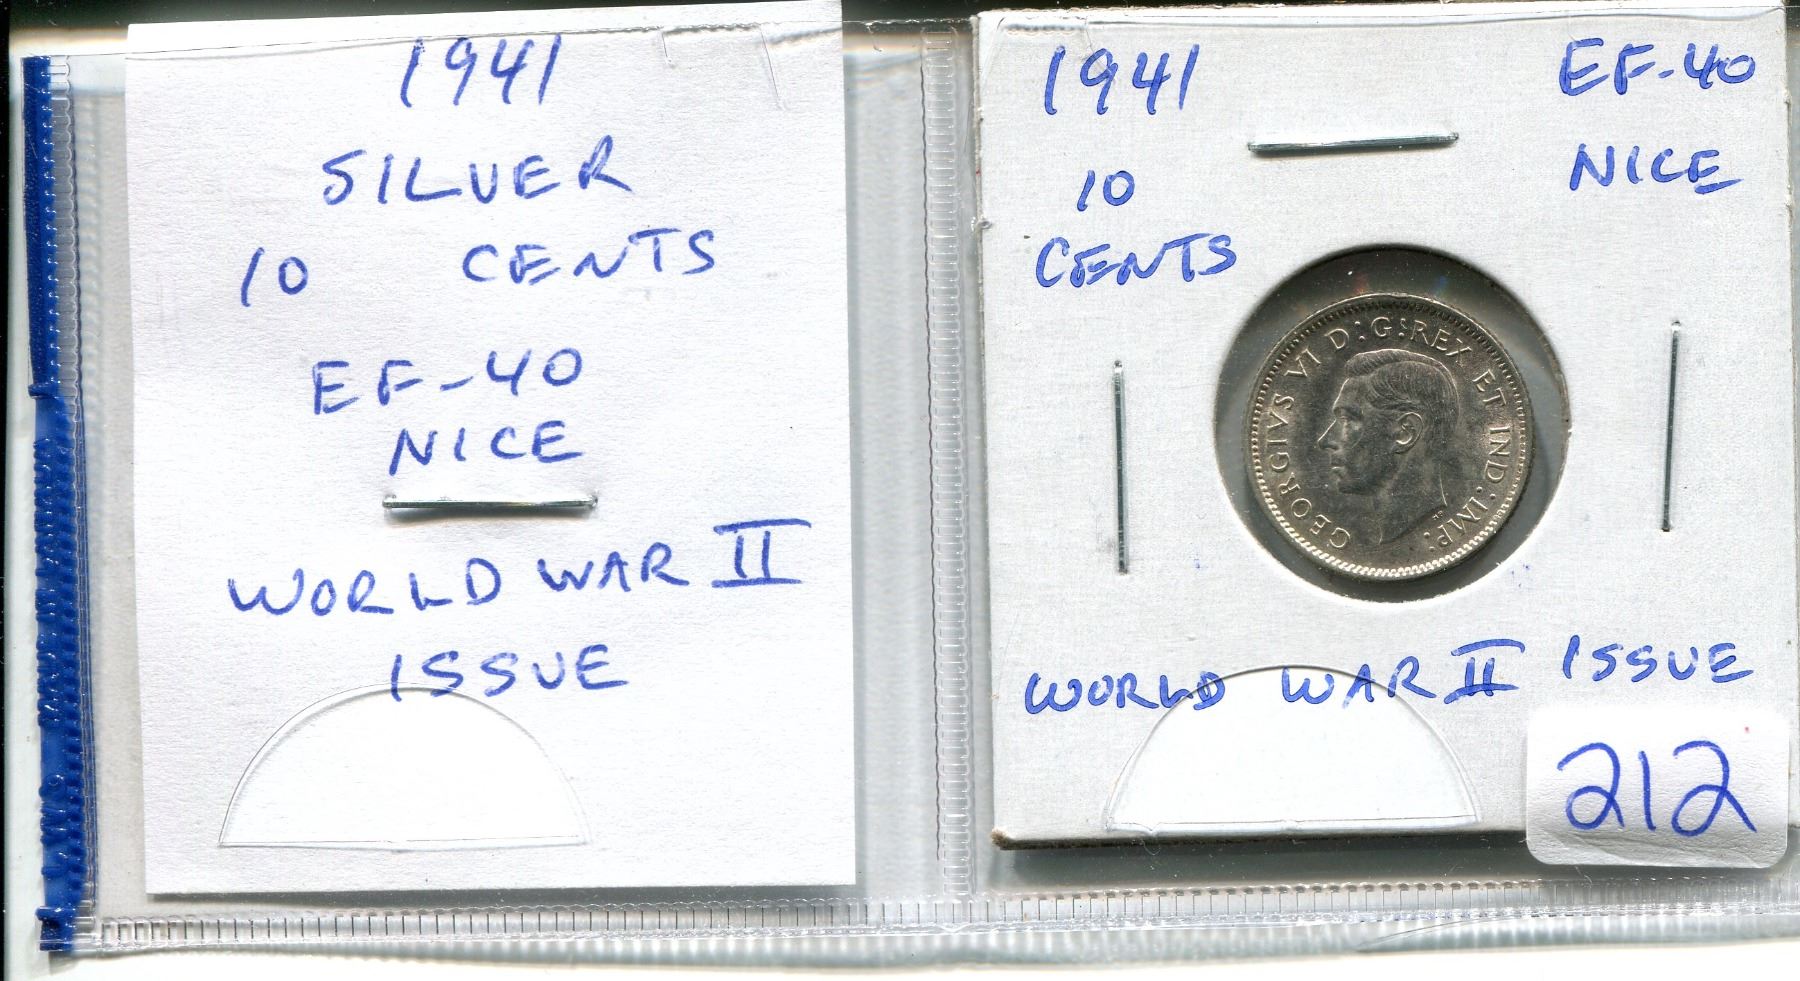 1941
SILVER
10 CENTS
EF-40
NICE
WORLD WAR II
ISSUE
1941
10
CENTS
EF-40
NICE
GEORGIVS VI D:G:REX ET IND:IMP:
WORLD WAR II ISSUE
212